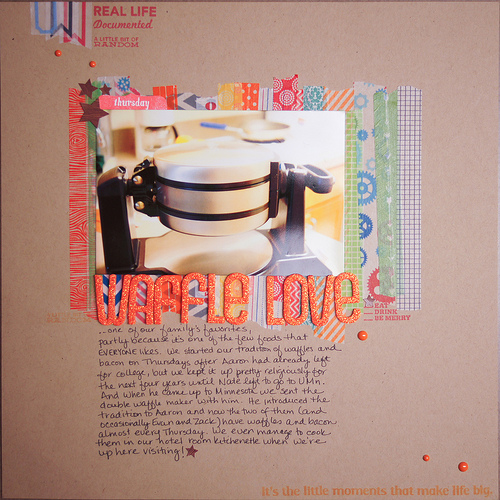 REAL LIFE
Documented
A LITTLE BIT OF
RANDOM
thursday
WAFFLE LOVE
EAT
DRINK
BE MERRY
...one of our family's favorites,
partly because it's one of the few foods that
EVERYONE likes. We started our tradition of waffles and
bacon on Thursdays after Aaron had already left
for college, but we kept it up pretty religiously for
the next four years until Nate left to go to UMn.
And when he came up to Minnesota we sent the
double waffle maker with him. He introduced the
tradition to Aaron and now the two of them (and
occasionally Evan and Zack) have waffles and bacon
almost every Thursday. We even manage to cook
them in our hotel room kitchenette when we're
up here visiting!
it's the little moments that make life big.